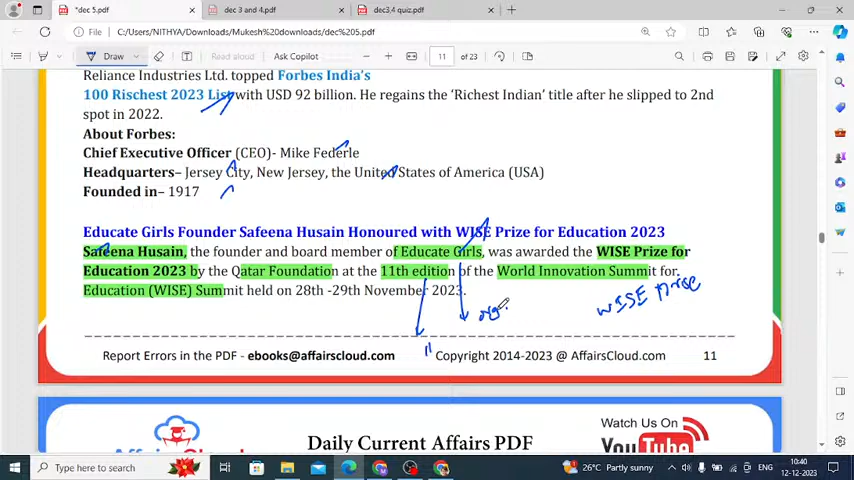 *dec 5.pdf
dec 3 and 4.pdf
dec3,4 quiz.pdf
File
C:/Users/NITHYA/Downloads/Mukesh%20downloads/dec%205.pdf
Draw
Read aloud
Ask Copilot
11
of 23
Reliance Industries Ltd. topped Forbes India's
100 Rischest 2023 List with USD 92 billion. He regains the 'Richest Indian' title after he slipped to 2nd
spot in 2022.
About Forbes:
Chief Executive Officer (CEO)- Mike Federle
Headquarters– Jersey City, New Jersey, the United States of America (USA)
Founded in– 1917
Educate Girls Founder Safeena Husain Honoured with WISE Prize for Education 2023
Safeena Husain, the founder and board member of Educate Girls, was awarded the WISE Prize for
Education 2023 by the Qatar Foundation at the 11th edition of the World Innovation Summit for
Education (WISE) Summit held on 28th -29th November 2023.
WISE Prise
11
Report Errors in the PDF - ebooks@affairscloud.com
Copyright 2014-2023 @ AffairsCloud.com
11
Daily Current Affairs PDF
Watch Us On
YouTube
Type here to search
26°C Partly sunny
ENG
10:40
12-12-2023